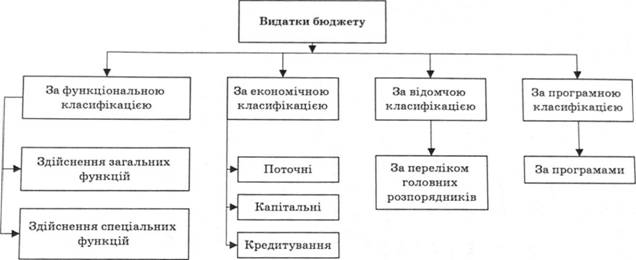 Видатки бюджету
За функціональною
класифікацією
За економічною
класифікацією
За відомчою
класифікацією
За програмною
класифікацією
Здійснення загальних
функцій
Здійснення спеціальних
функцій
Поточні
Капітальні
Кредитування
За переліком
головних
розпорядників
За програмами